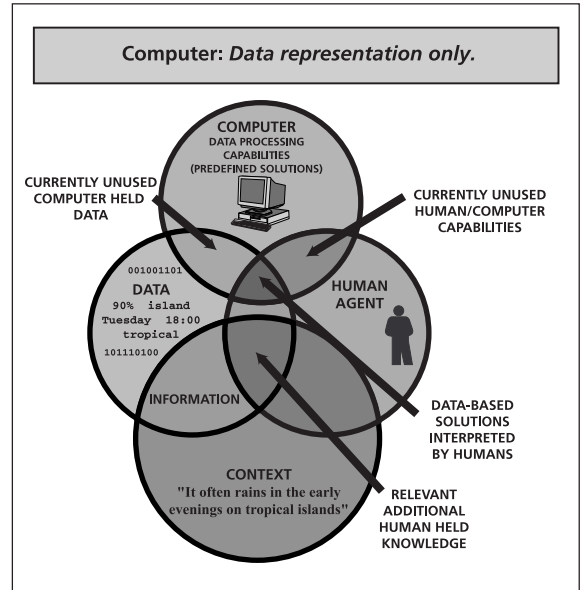 Computer: Data representation only.
COMPUTER
DATA PROCESSING
CAPABILITIES
(PREDEFINED SOLUTIONS)
CURRENTLY UNUSED
COMPUTER HELD
DATA
CURRENTLY UNUSED
HUMAN/COMPUTER
CAPABILITIES
001001101
DATA
90% island
Tuesday 18:00
tropical
101110100
HUMAN
AGENT
INFORMATION
DATA-BASED
SOLUTIONS
INTERPRETED
BY HUMANS
CONTEXT
"It often rains in the early
evenings on tropical islands"
RELEVANT
ADDITIONAL
HUMAN HELD
KNOWLEDGE